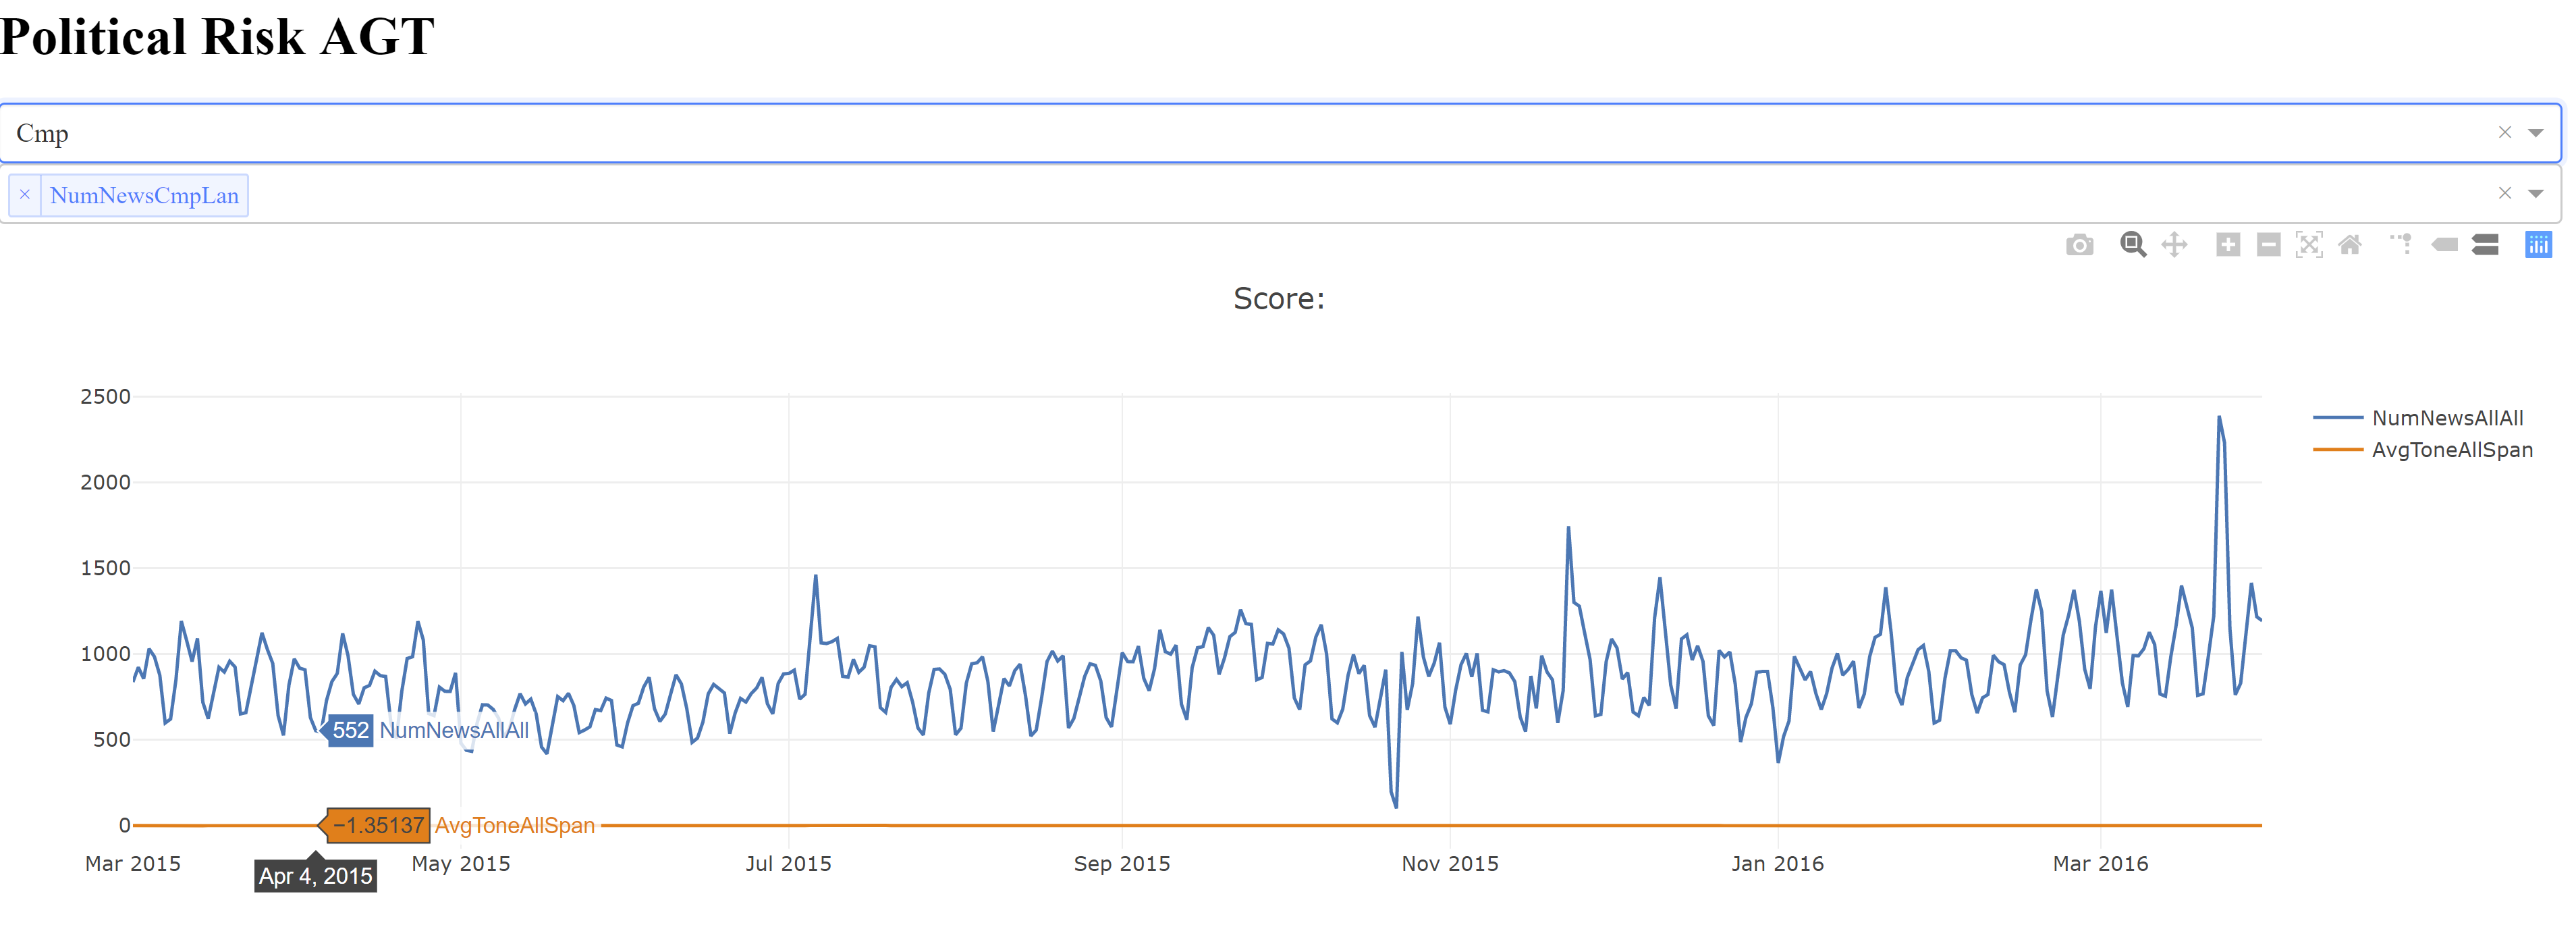 Political Risk AGT
Cmp
× NumNewsCmpLan
Score:
2500
2000
1500
1000
500
0
NumNewsAllAll
AvgToneAllSpan
552 NumNewsAllAll
−1.35137 AvgToneAllSpan
Mar 2015 May 2015 Jul 2015 Sep 2015 Nov 2015 Jan 2016 Mar 2016
Apr 4, 2015